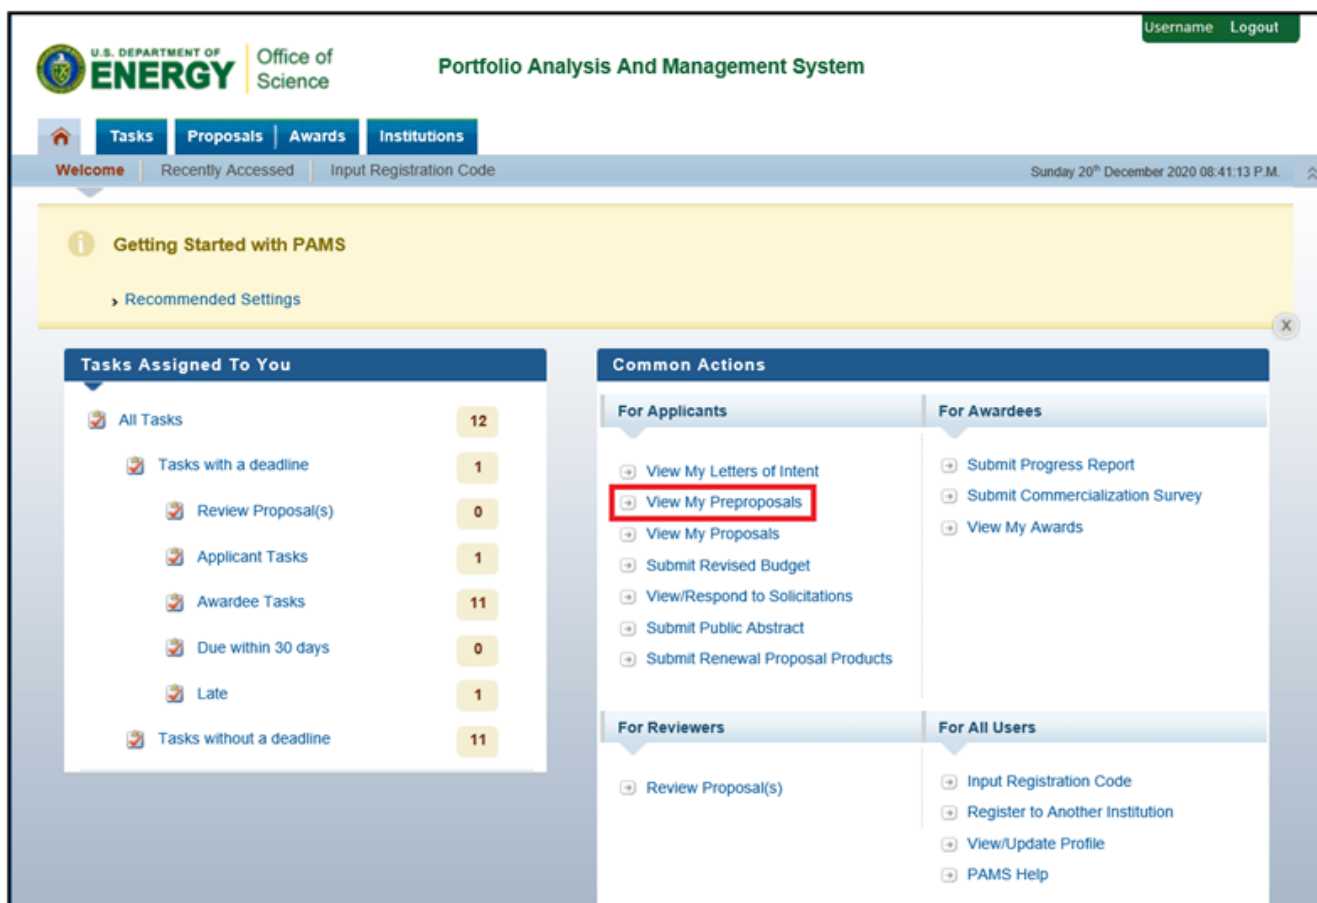 Username Logout
U.S. DEPARTMENT OF
ENERGY
Office of
Science
Portfolio Analysis And Management System
Tasks Proposals Awards Institutions
Welcome Recently Accessed Input Registration Code Sunday 20th December 2020 08:41:13 P.M.
Getting Started with PAMS
Recommended Settings
X
Tasks Assigned To You
All Tasks 12
Tasks with a deadline 1
Review Proposal(s) 0
Applicant Tasks 1
Awardee Tasks 11
Due within 30 days 0
Late 1
Tasks without a deadline 11
Common Actions
For Applicants
View My Letters of Intent
View My Preproposals
View My Proposals
Submit Revised Budget
View/Respond to Solicitations
Submit Public Abstract
Submit Renewal Proposal Products
For Awardees
Submit Progress Report
Submit Commercialization Survey
View My Awards
For Reviewers
Review Proposal(s)
For All Users
Input Registration Code
Register to Another Institution
View/Update Profile
PAMS Help